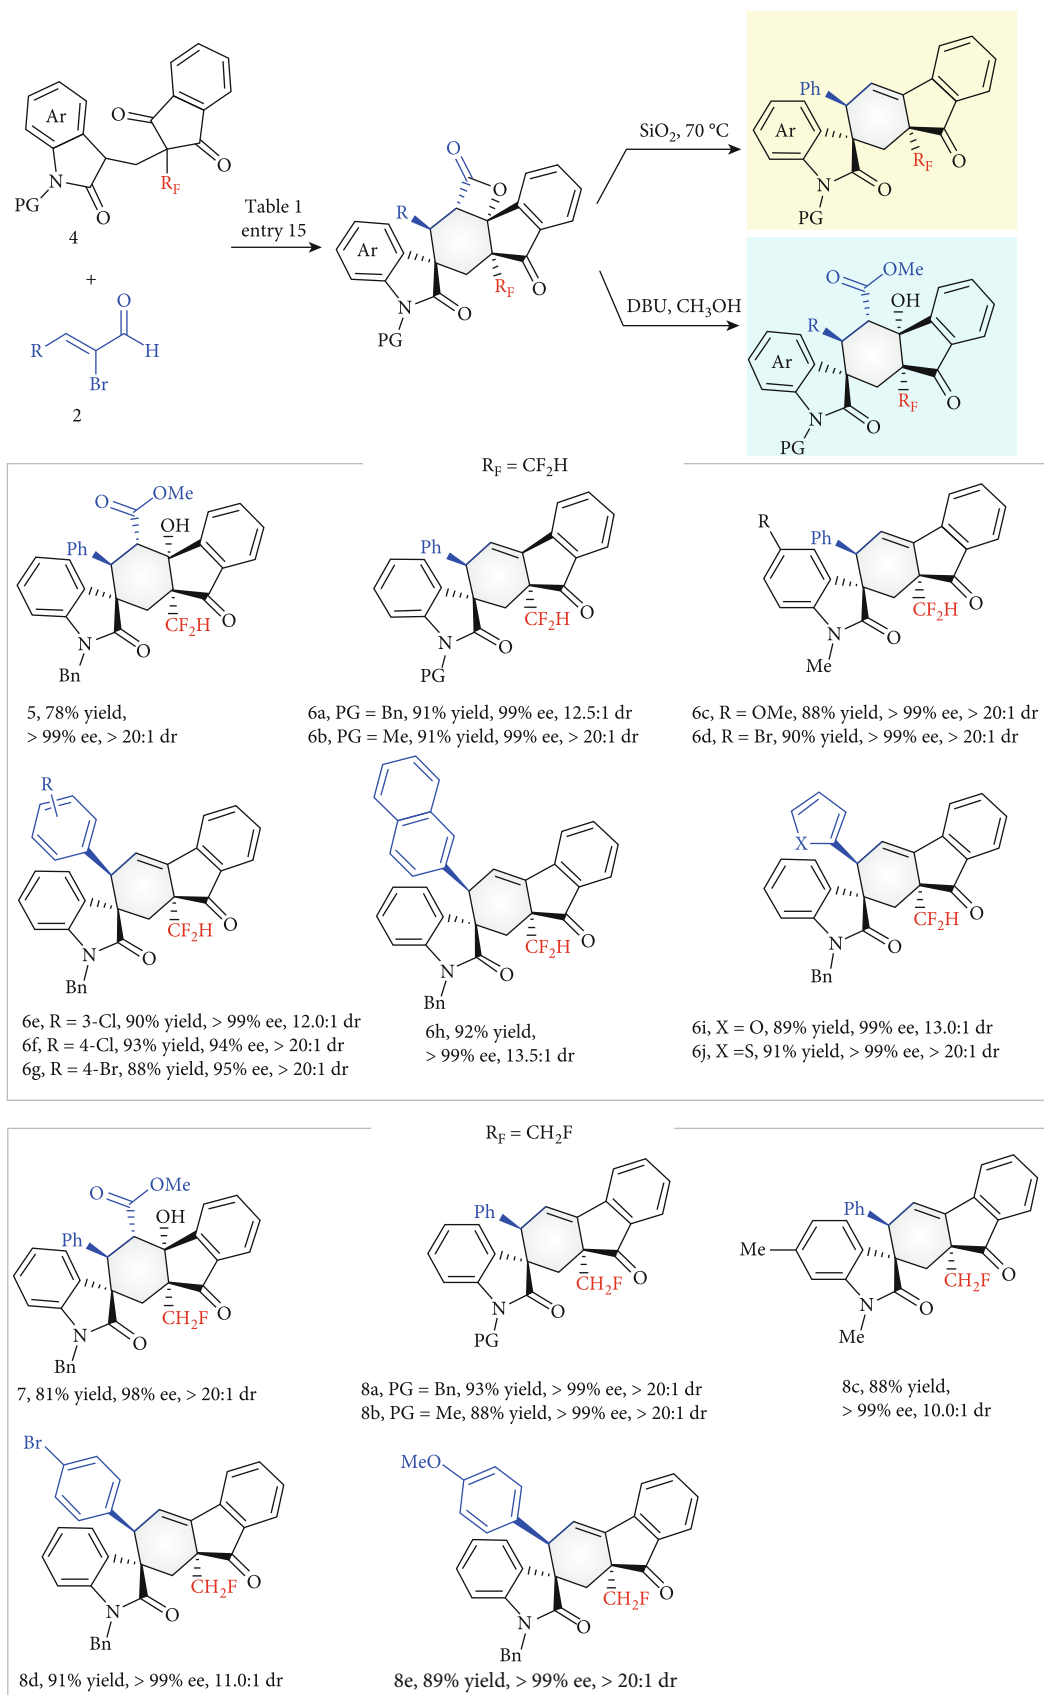 Ar
N
PG
O
O
O
R_F
4
+
R
O
H
Br
2
Table 1
entry 15
O
O
R
Ar
N
PG
O
O
R_F
SiO₂, 70 °C
DBU, CH₃OH
Ph
Ar
N
PG
O
O
R_F
O
OMe
OH
R
Ar
N
PG
O
O
R_F
R_F = CF₂H
O
OMe
OH
Ph
O
CF₂H
N
O
Bn
5, 78% yield,
> 99% ee, > 20:1 dr
Ph
O
CF₂H
N
O
PG
6a, PG = Bn, 91% yield, 99% ee, 12.5:1 dr
6b, PG = Me, 91% yield, 99% ee, > 20:1 dr
R
Ph
O
CF₂H
N
O
Me
6c, R = OMe, 88% yield, > 99% ee, > 20:1 dr
6d, R = Br, 90% yield, > 99% ee, > 20:1 dr
R
O
CF₂H
N
O
Bn
6e, R = 3-Cl, 90% yield, > 99% ee, 12.0:1 dr
6f, R = 4-Cl, 93% yield, 94% ee, > 20:1 dr
6g, R = 4-Br, 88% yield, 95% ee, > 20:1 dr
O
CF₂H
N
O
Bn
6h, 92% yield,
> 99% ee, 13.5:1 dr
X
O
CF₂H
N
O
Bn
6i, X = O, 89% yield, 99% ee, 13.0:1 dr
6j, X =S, 91% yield, > 99% ee, > 20:1 dr
R_F = CH₂F
O
OMe
OH
Ph
O
CH₂F
N
O
Bn
7, 81% yield, 98% ee, > 20:1 dr
Ph
O
CH₂F
N
O
PG
8a, PG = Bn, 93% yield, > 99% ee, > 20:1 dr
8b, PG = Me, 88% yield, > 99% ee, > 20:1 dr
Ph
Me
O
CH₂F
N
O
Me
8c, 88% yield,
> 99% ee, 10.0:1 dr
Br
O
CH₂F
N
O
Bn
8d, 91% yield, > 99% ee, 11.0:1 dr
MeO
O
CH₂F
N
O
Bn
8e, 89% yield, > 99% ee, > 20:1 dr